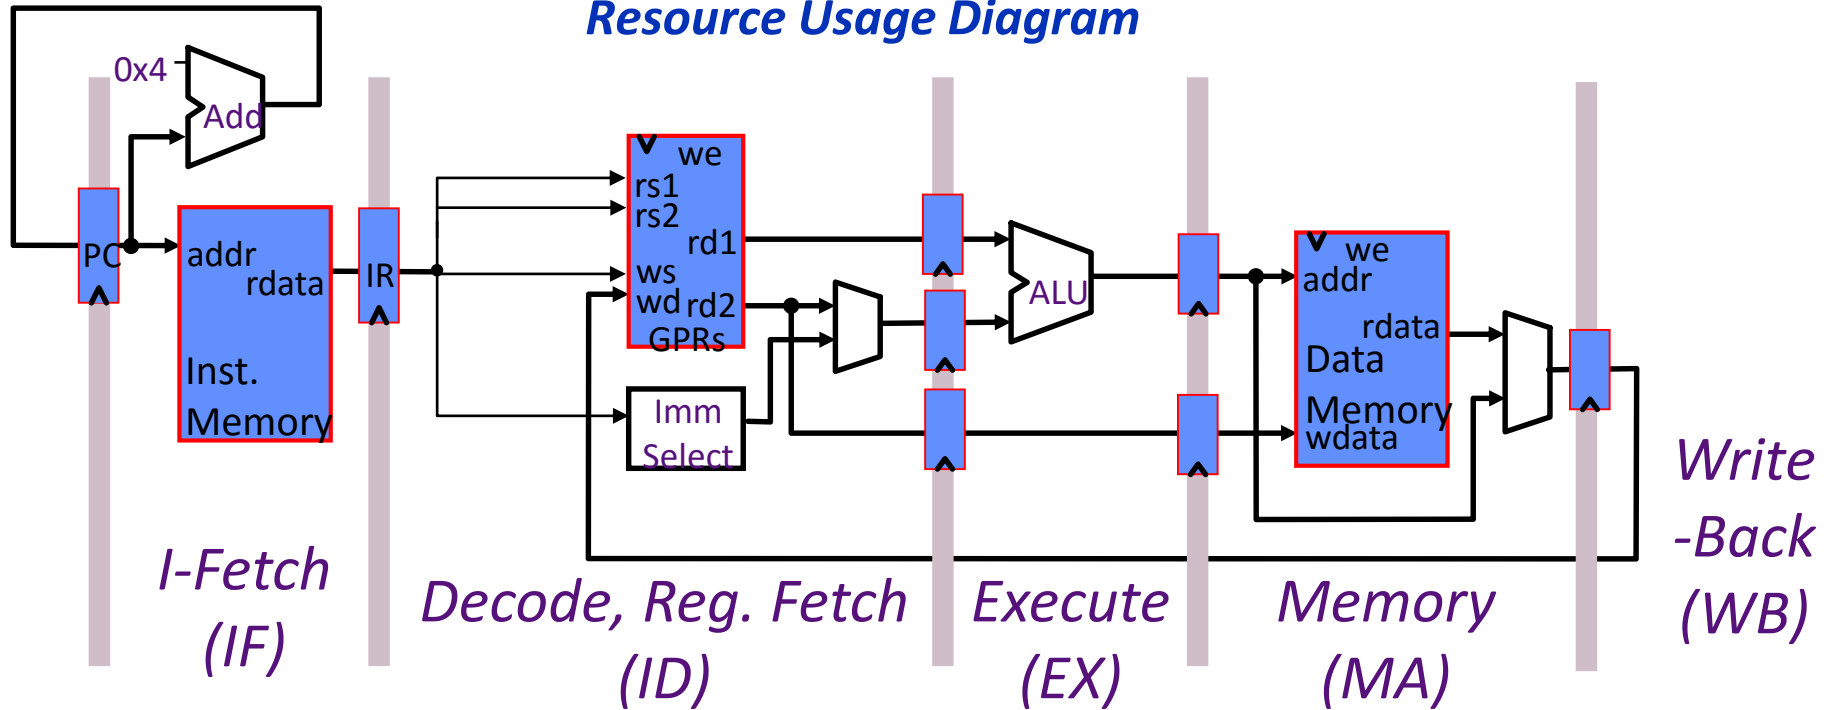 Resource Usage Diagram
0x4
Add
PC
addr
rdata
Inst.
Memory
IR
we
rs1
rs2
rd1
ws
wd
rd2
GPRs
Imm
Select
ALU
we
addr
rdata
Data
Memory
wdata
I-Fetch
(IF)
Decode, Reg. Fetch
(ID)
Execute
(EX)
Memory
(MA)
Write
-Back
(WB)